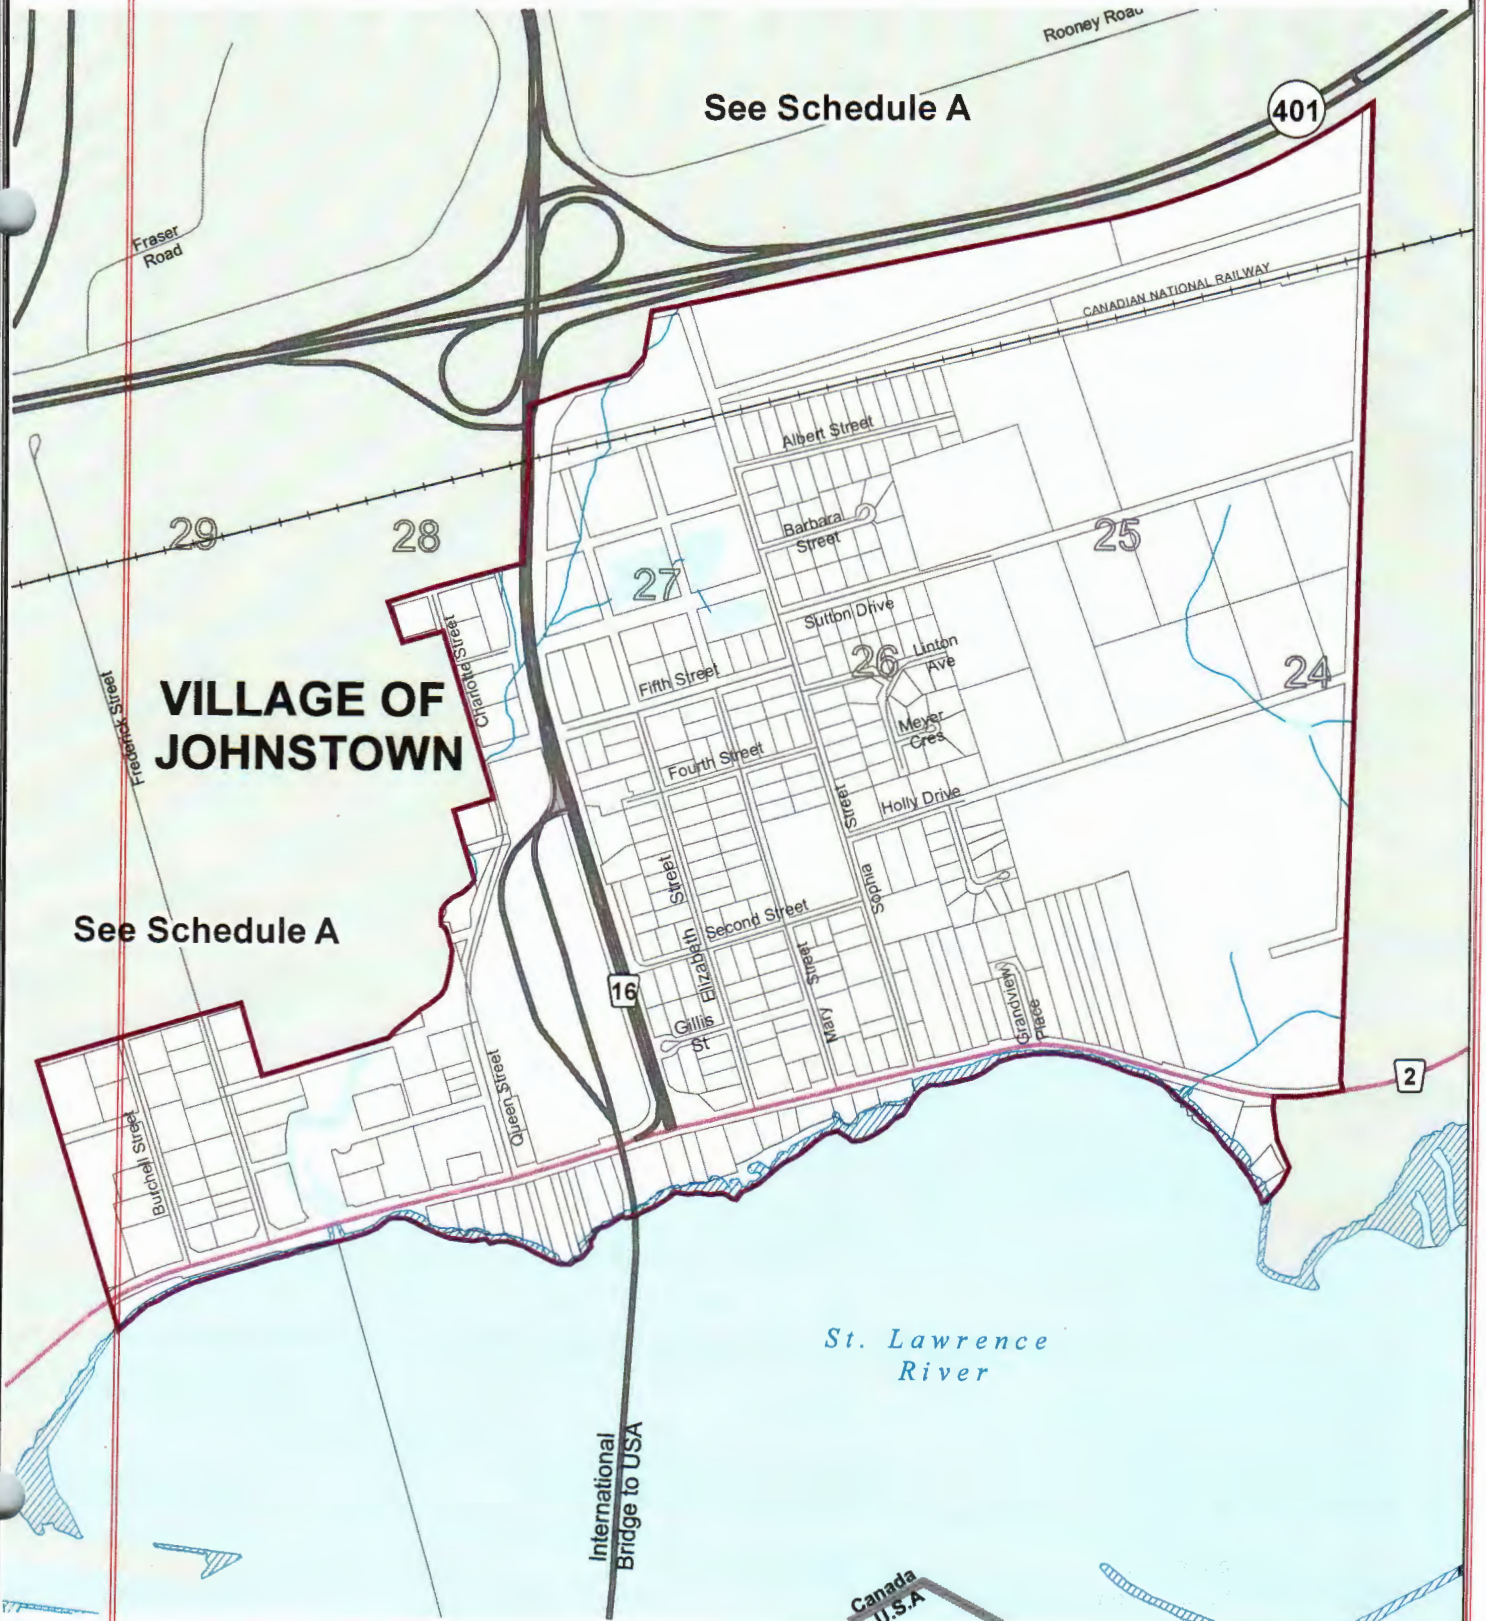 Rooney Road
See Schedule A
401
Fraser
Road
CANADIAN NATIONAL RAILWAY
Albert Street
Barbara
Street
29
28
27
25
Sutton Drive
Charlotte Street
Linton
Ave
26
24
Fifth Street
Frederick Street
VILLAGE OF
JOHNSTOWN
Meyer
Cres
Fourth Street
Holly Drive
Street
Sophia
Street
Elizabeth
Second Street
See Schedule A
Street
Mary
16
Gillis
St
Grandview
Place
Queen Street
2
Burchell Street
St. Lawrence
River
International
Bridge to USA
Canada
U.S.A